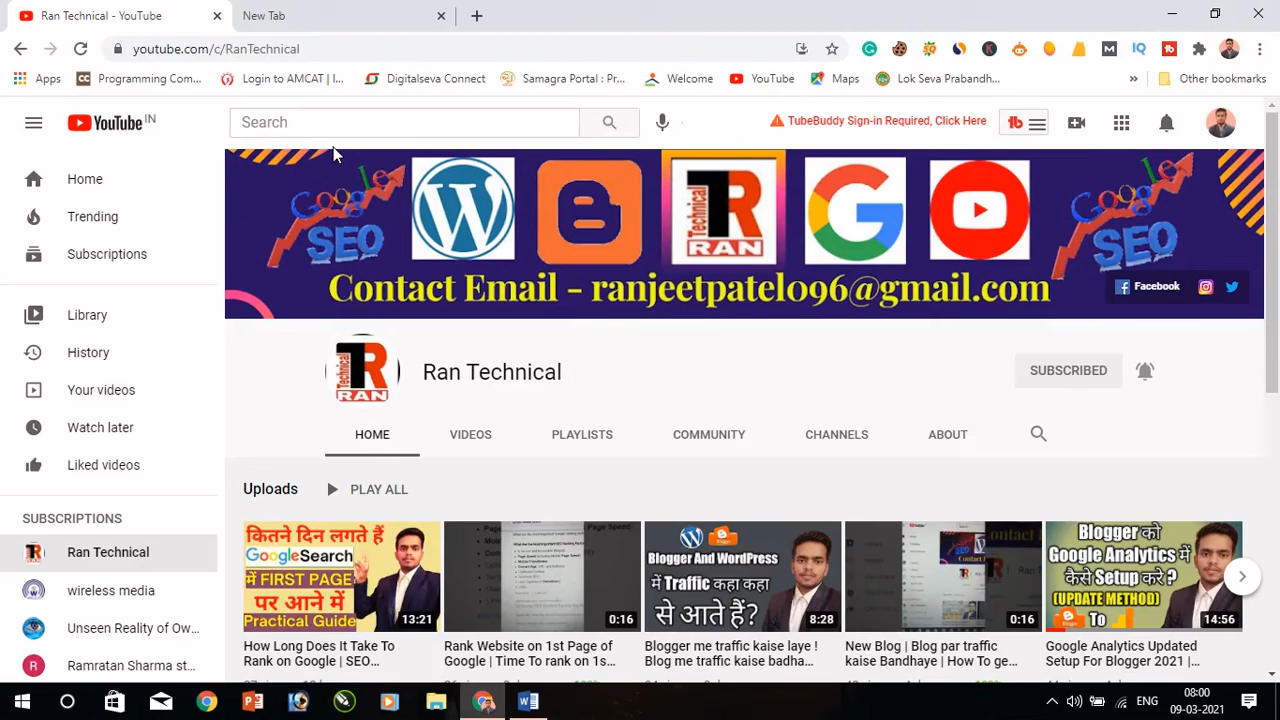 Ran Technical - YouTube
New Tab
youtube.com/c/RanTechnical
Apps
Programming Com...
Login to AMCAT | I...
Digitalseva Connect
Samagra Portal : Pr...
Welcome
YouTube
Maps
Lok Seva Prabandh...
Other bookmarks
YouTube IN
Search
TubeBuddy Sign-in Required, Click Here
Home
Trending
Subscriptions
Library
History
Your videos
Watch later
Liked videos
SUBSCRIPTIONS
Ran Technical
wireless media
Unseen Reality of Ow...
Ramratan Sharma st...
Google
SEO
Technical
RAN
Google
SEO
Contact Email - ranjeetpatel096@gmail.com
Facebook
Technical
RAN
Ran Technical
SUBSCRIBED
HOME
VIDEOS
PLAYLISTS
COMMUNITY
CHANNELS
ABOUT
Uploads
PLAY ALL
कितने दिन लगते हैं
GoogleSearch
में FIRST PAGE
पर आने में
Practical Guide
13:21
How Long Does It Take To
Rank on Google | SEO...
0:16
Rank Website on 1st Page of
Google | Time To rank on 1s...
Blogger And WordPress
में Traffic कहा कहा
से आते हैं?
8:28
Blogger me traffic kaise laye !
Blog me traffic kaise badha...
0:16
New Blog | Blog par traffic
kaise Bandhaye | How To ge...
Blogger को
Google Analytics में
कैसे Setup करे ?
(UPDATE METHOD)
To
14:56
Google Analytics Updated
Setup For Blogger 2021 |...
ENG
08:00
09-03-2021